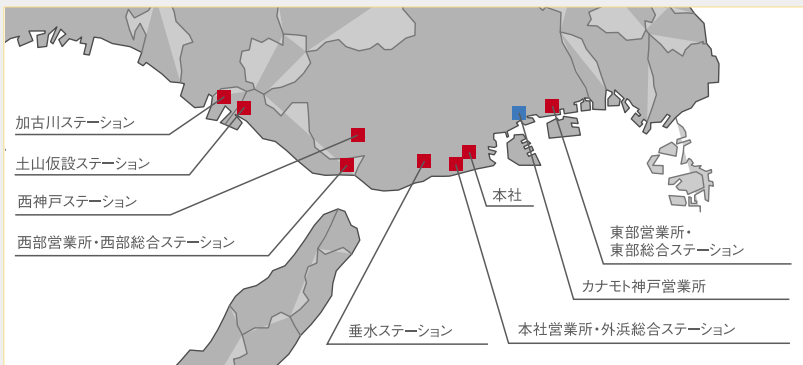 加古川ステーション
土山仮設ステーション
西神戸ステーション
西部営業所・西部総合ステーション
垂水ステーション
本社
本社営業所・外浜総合ステーション
カナモト神戸営業所
東部営業所・
東部総合ステーション